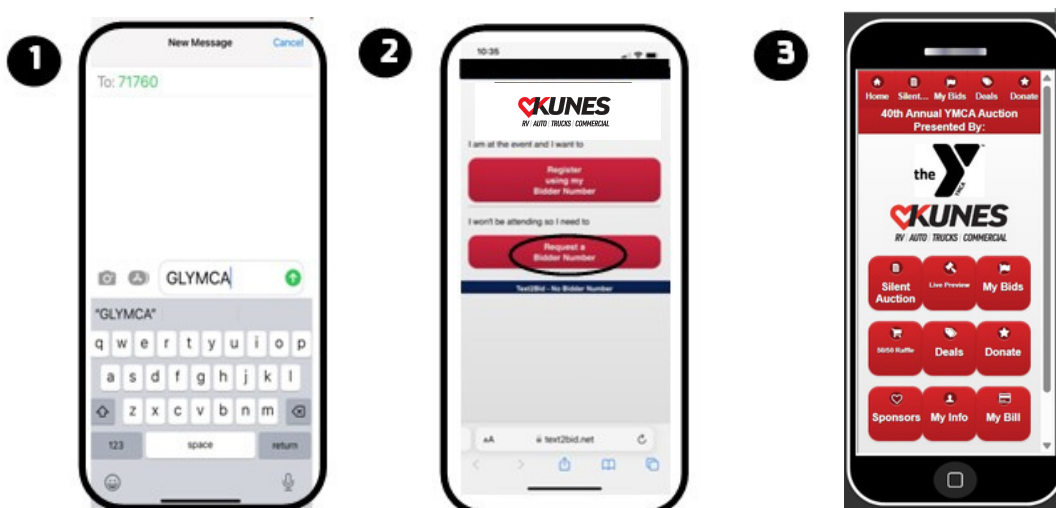 1
New Message
Cancel
To: 71760
GLYMCA
"GLYMCA"
q w e r t y u i o p
a s d f g h j k l
z x c v b n m
123
space
return
2
10:35
KUNES
RV AUTO TRUCKS COMMERCIAL
I am at the event and I want to
Register
using my
Bidder Number
I won't be attending so I need to
Request a
Bidder Number
Text2Bid - No Bidder Number
AA
text2bid.net
3
Home Silent... My Bids Deals Donate
40th Annual YMCA Auction
Presented By:
the Y
YMCA
KUNES
RV AUTO TRUCKS COMMERCIAL
Silent
Auction
Live Preview
My Bids
50/50 Raffle
Deals
Donate
Sponsors
My Info
My Bill